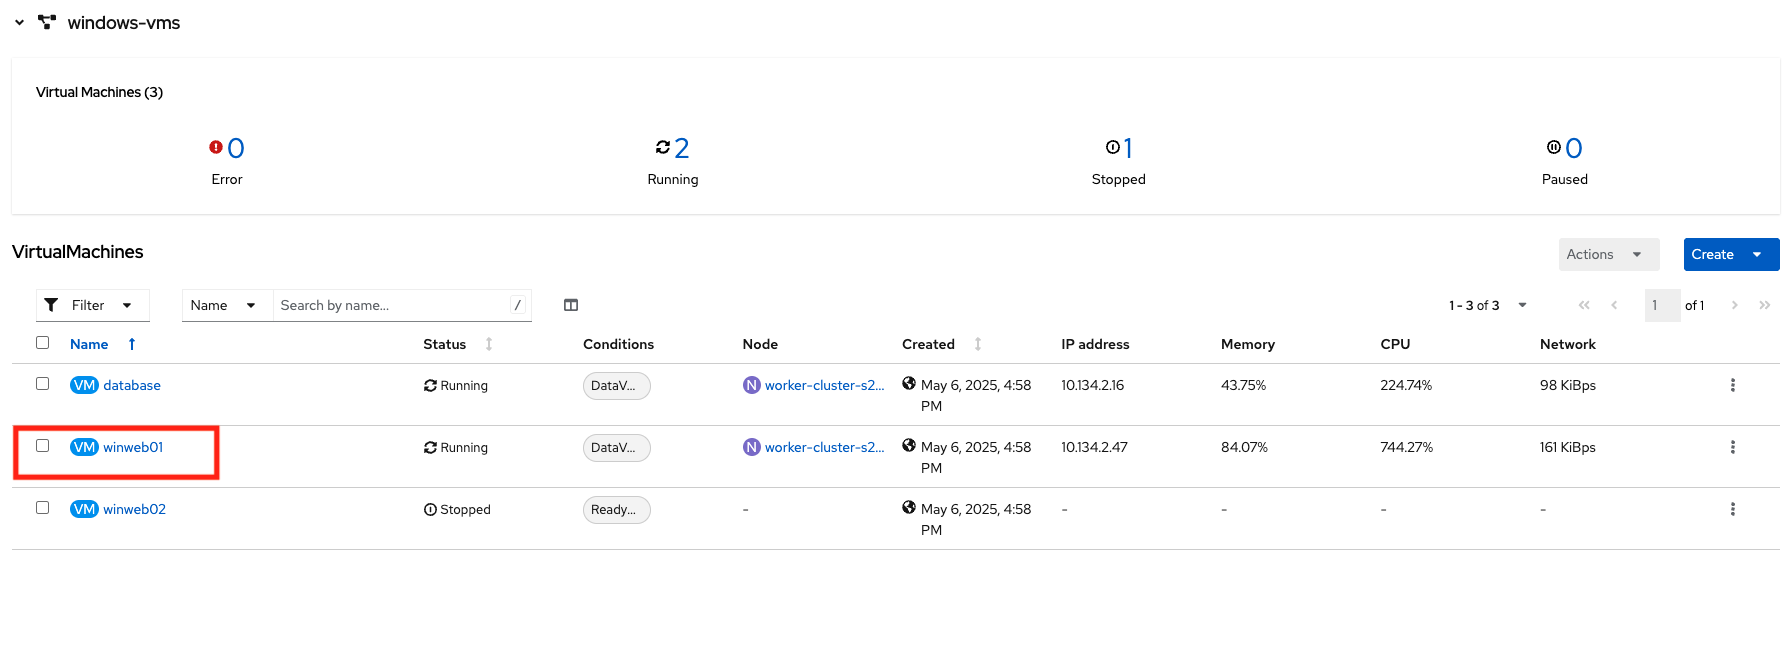 windows-vms
Virtual Machines (3)
0 2 1 0
Error Running Stopped Paused
VirtualMachines
Actions Create
Filter Name Search by name... / 1 - 3 of 3 1 of 1
Name Status Conditions Node Created IP address Memory CPU Network
VM database Running DataV... N worker-cluster-s2... May 6, 2025, 4:58 10.134.2.16 43.75% 224.74% 98 KiBps
PM
VM winweb01 Running DataV... N worker-cluster-s2... May 6, 2025, 4:58 10.134.2.47 84.07% 744.27% 161 KiBps
PM
VM winweb02 Stopped Ready... - May 6, 2025, 4:58 - - - -
PM